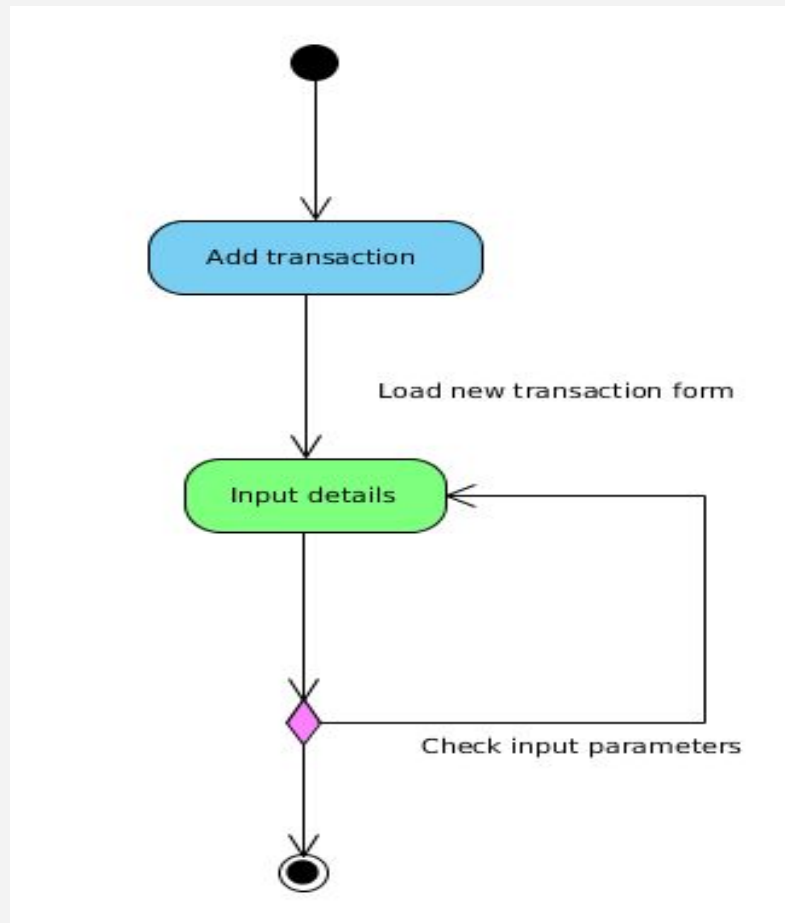 Add transaction
Load new transaction form
Input details
Check input parameters